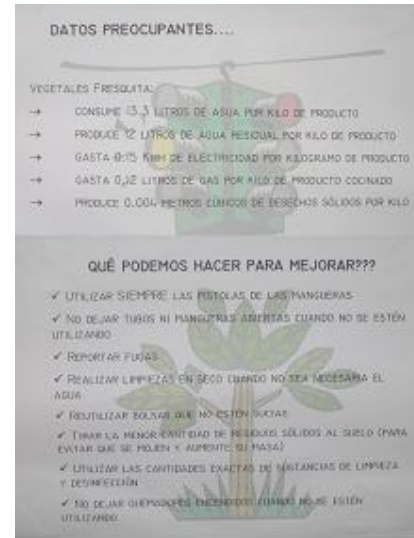 DATOS PREOCUPANTES....
VEGETALES FRESQUITA:
→ CONSUME 13.3 LITROS DE AGUA POR KILO DE PRODUCTO
→ PRODUCE 12 LITROS DE AGUA RESIDUAL POR KILO DE PRODUCTO
→ GASTA 0.15 KWH DE ELECTRICIDAD POR KILOGRAMO DE PRODUCTO
→ GASTA 0,12 LITROS DE GAS POR KILO DE PRODUCTO COCINADO
→ PRODUCE 0.004 METROS CÚBICOS DE DESECHOS SÓLIDOS POR KILO
QUÉ PODEMOS HACER PARA MEJORAR???
✓ UTILIZAR SIEMPRE LAS PISTOLAS DE LAS MANGUERAS
✓ NO DEJAR TUBOS NI MANGUERAS ABIERTAS CUANDO NO SE ESTÉN
UTILIZANDO
✓ REPORTAR FUGAS
✓ REALIZAR LIMPIEZAS EN SECO CUANDO NO SEA NECESARIA EL
AGUA
✓ REUTILIZAR BOLSAS QUE NO ESTÉN SUCIAS
✓ TIRAR LA MENOR CANTIDAD DE RESIDUOS SÓLIDOS AL SUELO (PARA
EVITAR QUE SE MOJEN Y AUMENTE SU MASA)
✓ UTILIZAR LAS CANTIDADES EXACTAS DE SUSTANCIAS DE LIMPIEZA
Y DESINFECCIÓN
✓ NO DEJAR QUEMADORES ENCENDIDOS CUANDO NO SE ESTÉN
UTILIZANDO